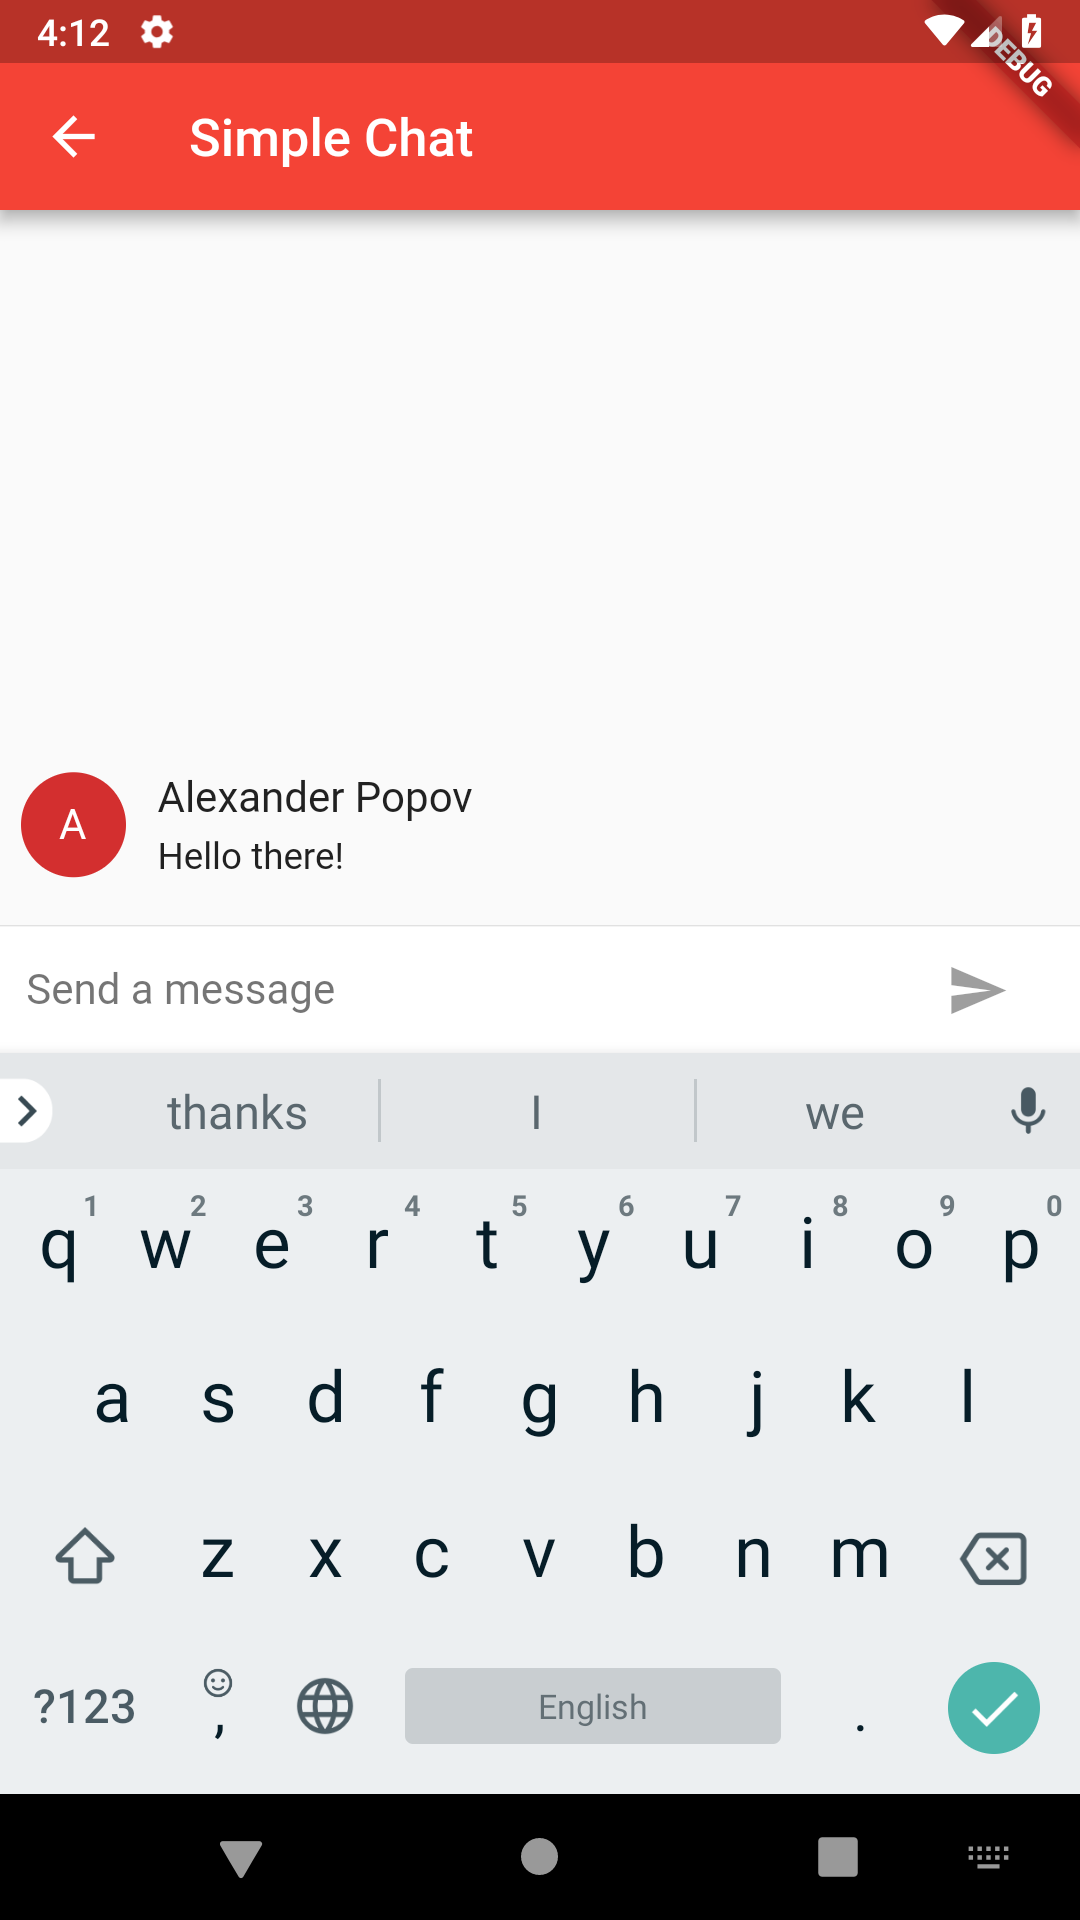 4:12
DEBUG
Simple Chat
A
Alexander Popov
Hello there!
Send a message
thanks I we
1 2 3 4 5 6 7 8 9 0
q w e r t y u i o p
a s d f g h j k l
z x c v b n m
?123 , English .